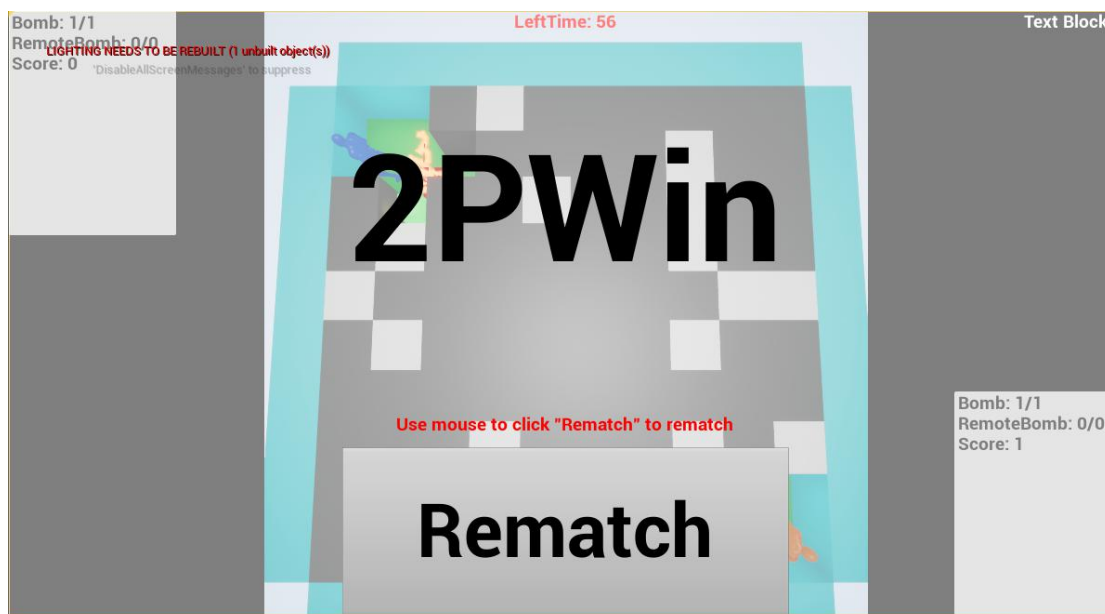 Bomb: 1/1
RemoteBomb: 0/0
Score: 0
LIGHTING NEEDS TO BE REBUILT (1 unbuilt object(s))
'DisableAllScreenMessages' to suppress
LeftTime: 56
Text Block
2PWin
Use mouse to click "Rematch" to rematch
Rematch
Bomb: 1/1
RemoteBomb: 0/0
Score: 1